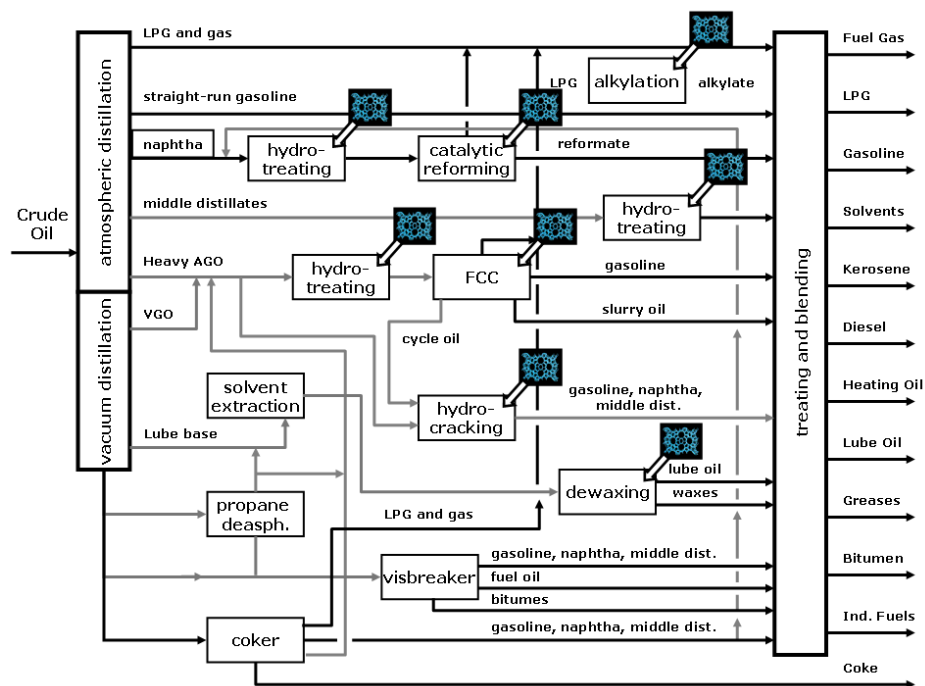 LPG and gas
Fuel Gas
alkylation
LPG
alkylate
straight-run gasoline
LPG
naphtha
hydro-
treating
catalytic
reforming
reformate
Gasoline
atmospheric distillation
middle distillates
hydro-
treating
Solvents
Crude
Oil
Heavy AGO
hydro-
treating
FCC
gasoline
Kerosene
VGO
slurry oil
cycle oil
Diesel
treating and blending
vacuum distillation
solvent
extraction
gasoline, naphtha,
middle dist.
Heating Oil
hydro-
cracking
Lube base
Lube Oil
lube oil
dewaxing
waxes
propane
deasph.
LPG and gas
Greases
gasoline, naphtha, middle dist.
visbreaker
fuel oil
bitumes
Bitumen
coker
gasoline, naphtha, middle dist.
Ind. Fuels
Coke